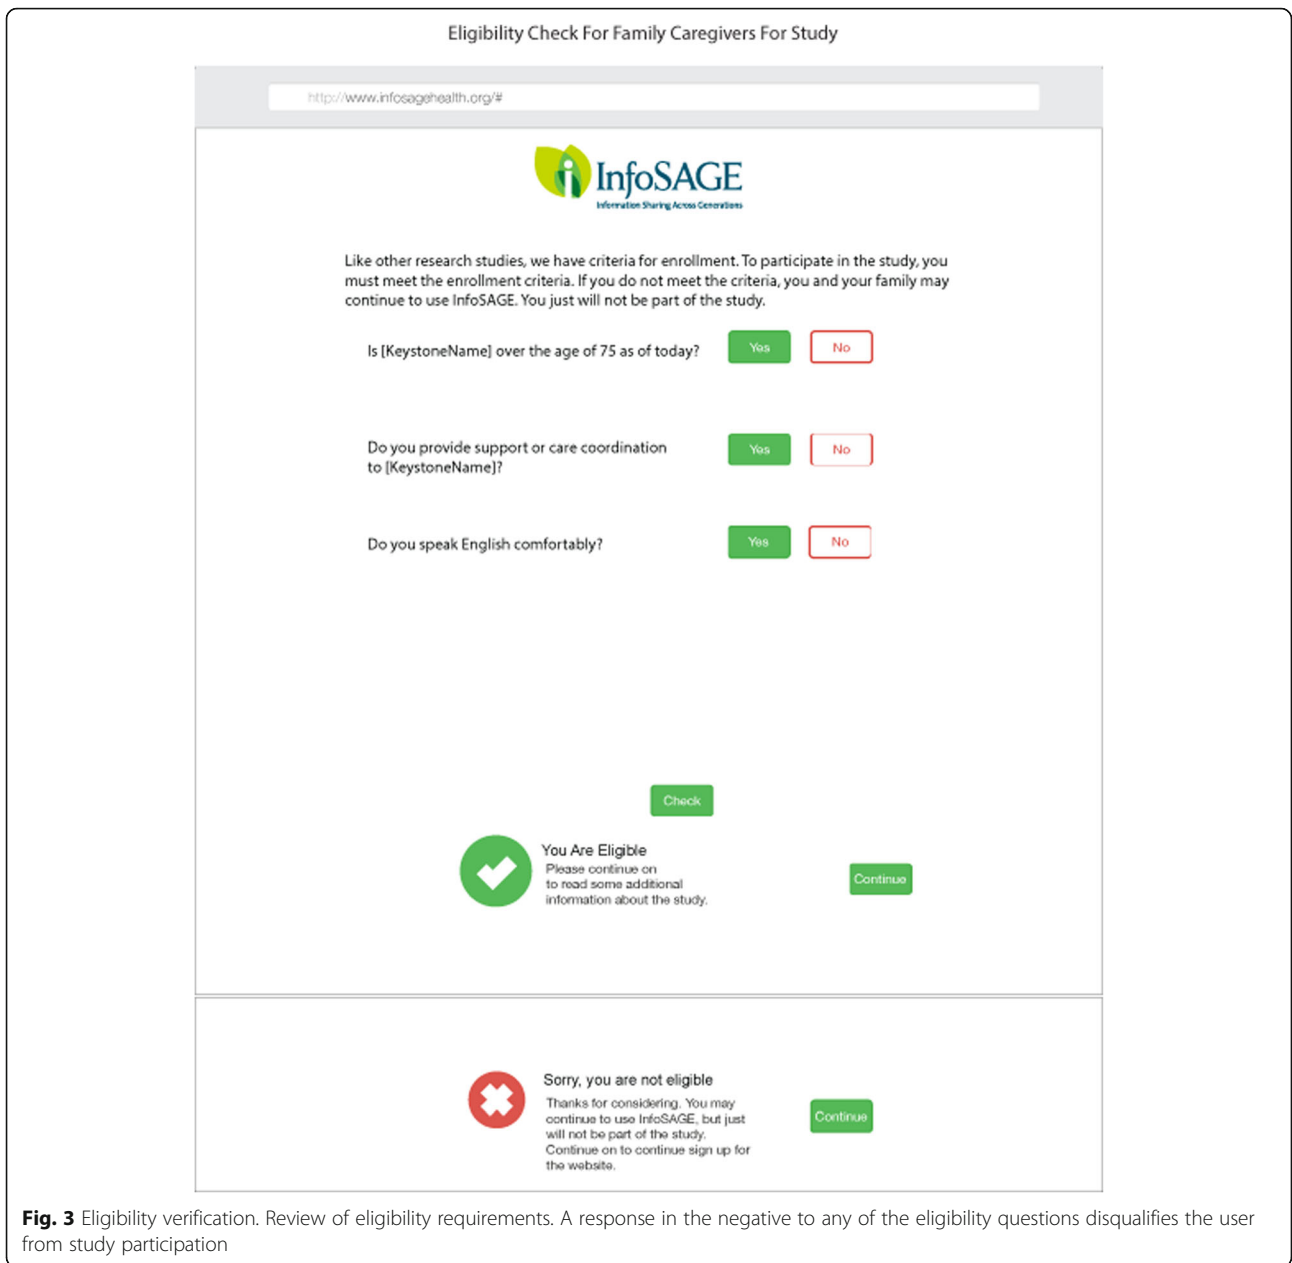 Eligibility Check For Family Caregivers For Study
http://www.infosagehealth.org/#
InfoSAGE
Information Sharing Across Generations
Like other research studies, we have criteria for enrollment. To participate in the study, you
must meet the enrollment criteria. If you do not meet the criteria, you and your family may
continue to use InfoSAGE. You just will not be part of the study.
Is [KeystoneName] over the age of 75 as of today?
Yes
No
Do you provide support or care coordination
to [KeystoneName]?
Yes
No
Do you speak English comfortably?
Yes
No
Check
You Are Eligible
Please continue on
to read some additional
information about the study.
Continue
Sorry, you are not eligible
Thanks for considering. You may
continue to use InfoSAGE, but just
will not be part of the study.
Continue on to continue sign up for
the website.
Continue
Fig. 3 Eligibility verification. Review of eligibility requirements. A response in the negative to any of the eligibility questions disqualifies the user
from study participation